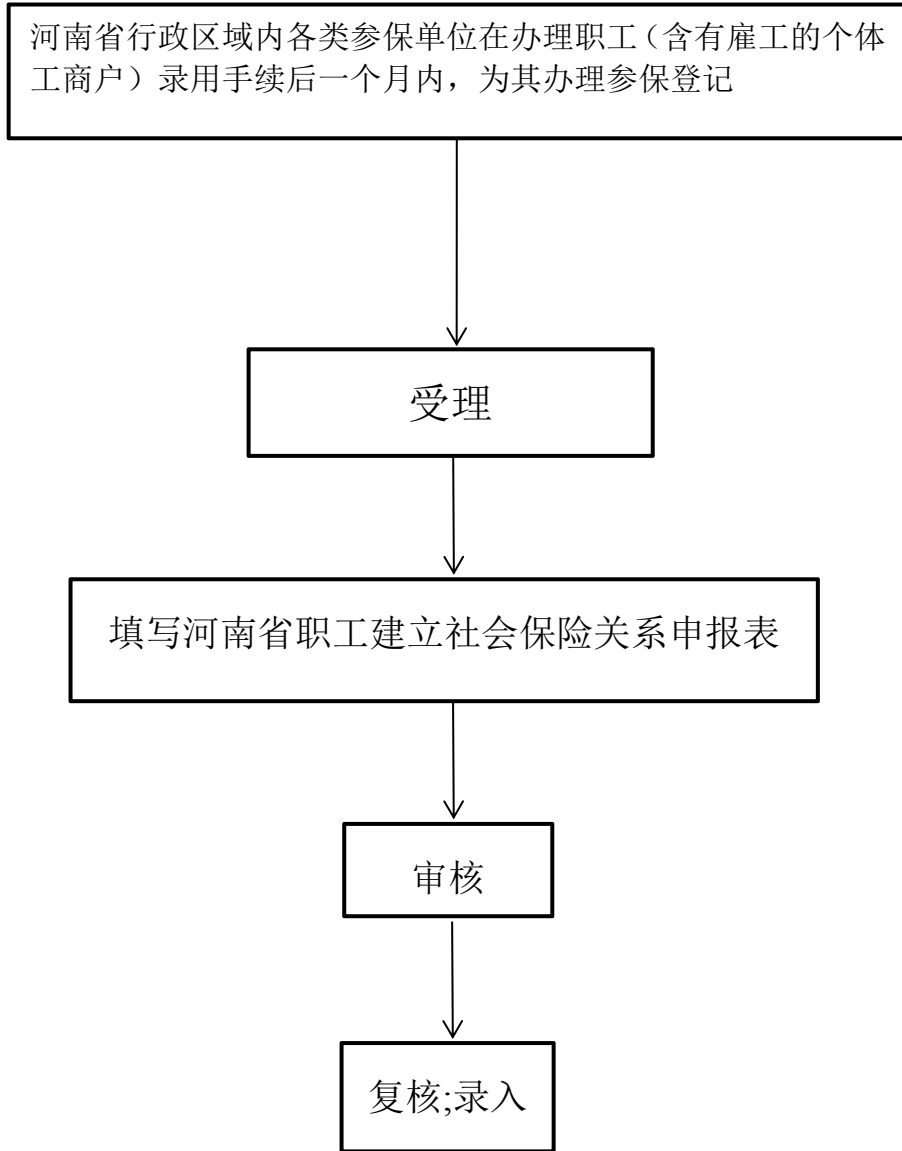 河南省行政区域内各类参保单位在办理职工（含有雇工的个体
工商户）录用手续后一个月内，为其办理参保登记
受理
填写河南省职工建立社会保险关系申报表
审核
复核;录入